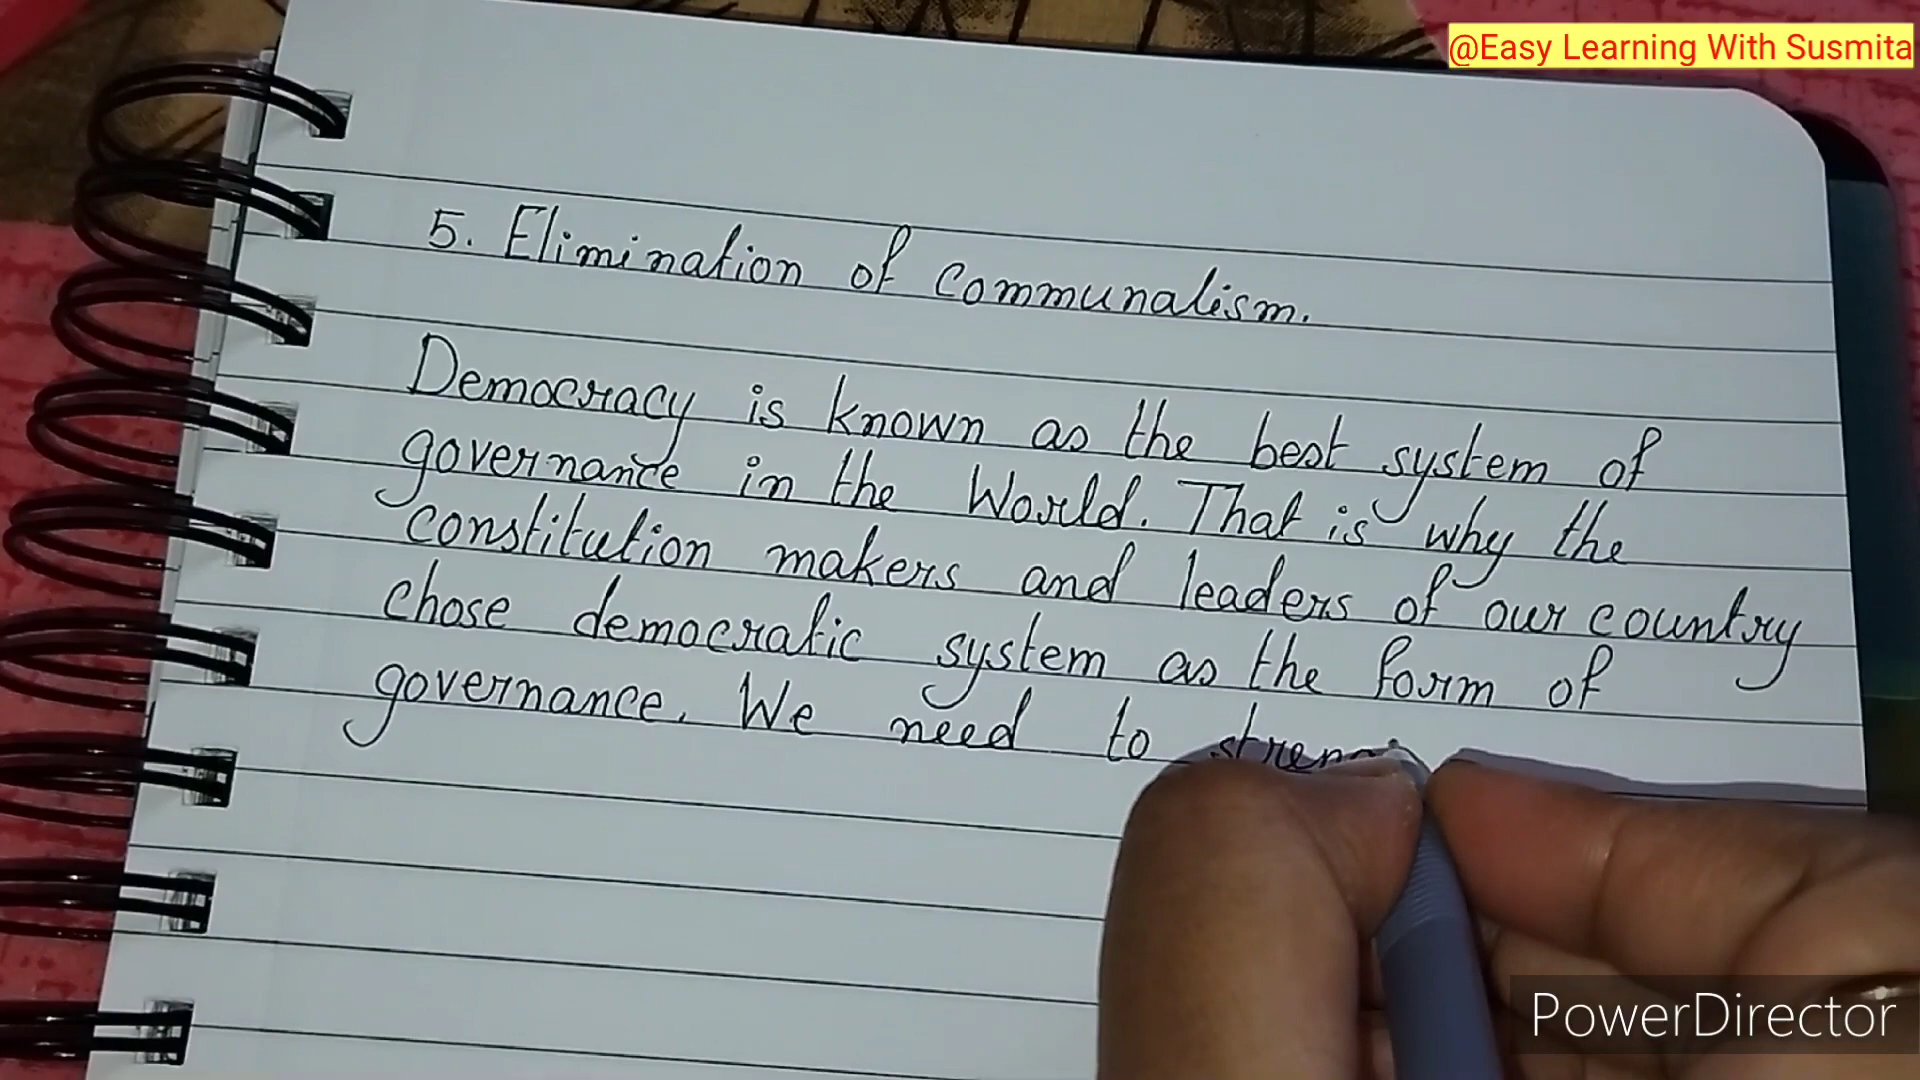 @Easy Learning With Susmita
5. Elimination of Communalism.
Democracy is known as the best system of
governance in the World. That is why the
constitution makers and leaders of our country
chose democratic system as the form of
governance. We need to
PowerDirector